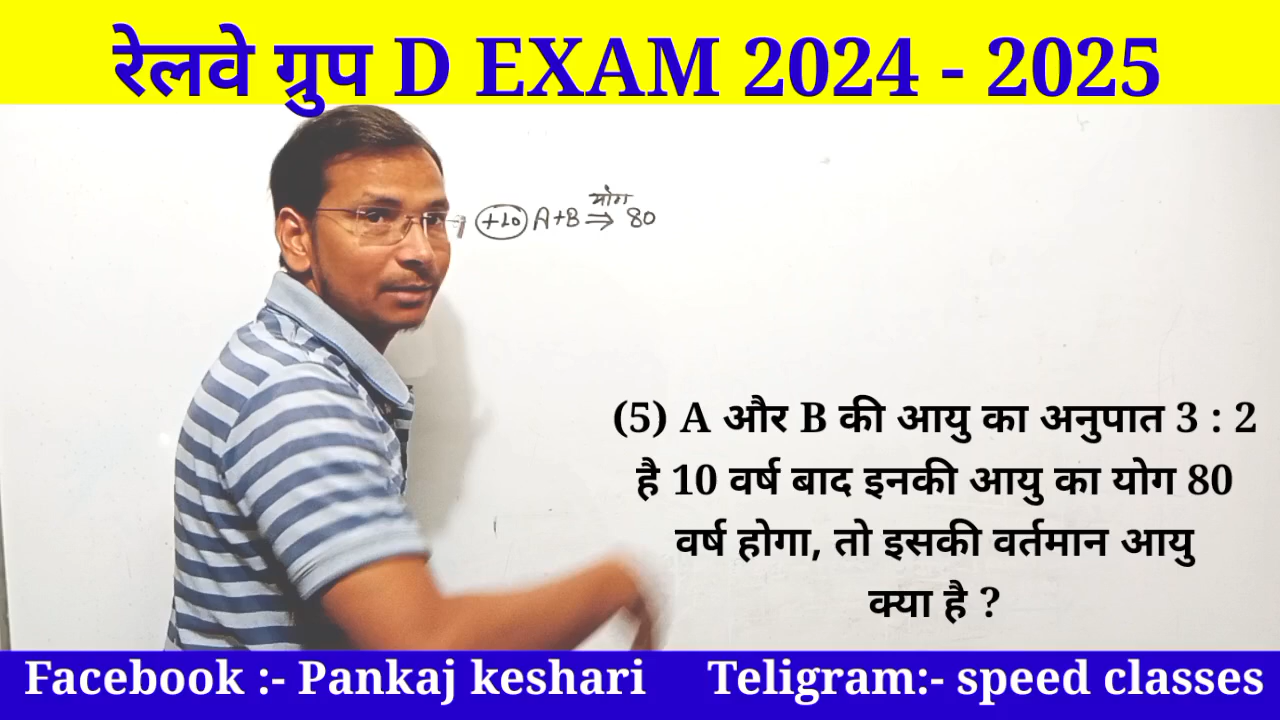 रेलवे ग्रुप D EXAM 2024 - 2025
योग
+10 A+B ⇒ 80
(5) A और B की आयु का अनुपात 3 : 2
है 10 वर्ष बाद इनकी आयु का योग 80
वर्ष होगा, तो इसकी वर्तमान आयु
क्या है ?
Facebook :- Pankaj keshari Teligram:- speed classes